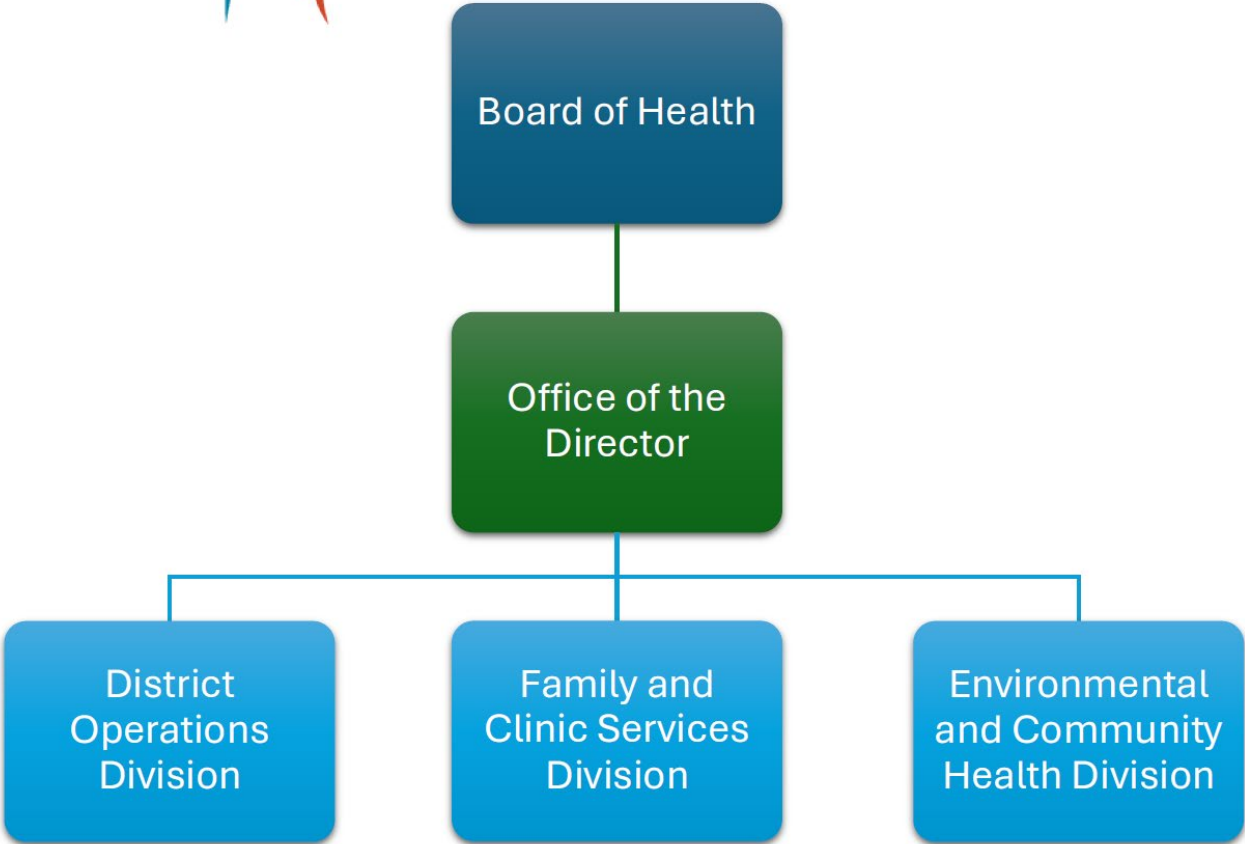 Board of Health
Office of the
Director
District
Operations
Division
Family and
Clinic Services
Division
Environmental
and Community
Health Division